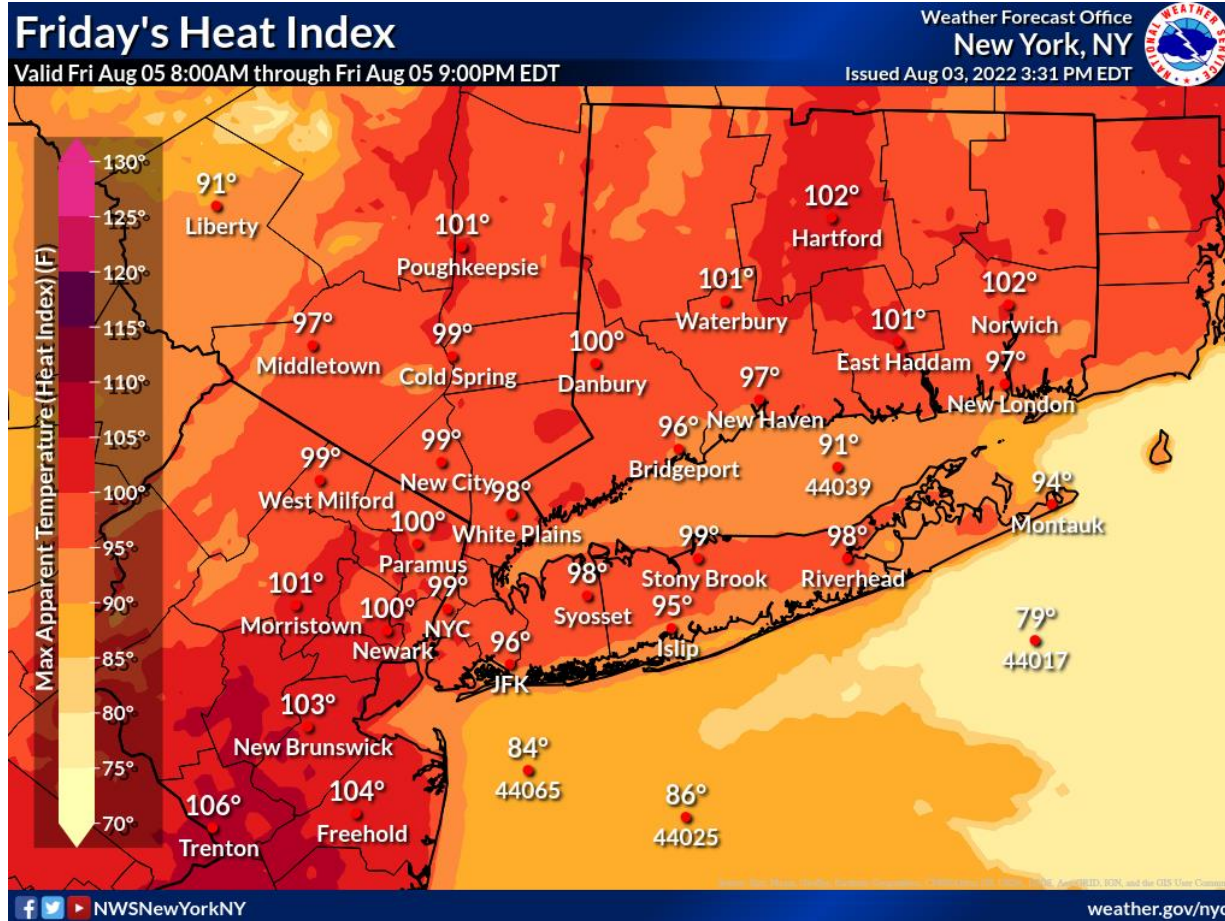 Friday's Heat Index
Valid Fri Aug 05 8:00AM through Fri Aug 05 9:00PM EDT
Weather Forecast Office
New York, NY
Issued Aug 03, 2022 3:31 PM EDT
NATIONAL WEATHER SERVICE
Max Apparent Temperature (Heat Index) (F)
130°
125°
120°
115°
110°
105°
100°
95°
90°
85°
80°
75°
70°
91°
Liberty
101°
Poughkeepsie
102°
Hartford
101°
Waterbury
102°
Norwich
101°
East Haddam
97°
Middletown
99°
Cold Spring
100°
Danbury
97°
New Haven
97°
New London
96°
Bridgeport
91°
44039
99°
West Milford
99°
New City
98°
White Plains
94°
Montauk
100°
Paramus
99°
Stony Brook
98°
Riverhead
101°
Morristown
100°
Newark
99°
NYC
98°
Syosset
95°
Islip
96°
JFK
79°
44017
103°
New Brunswick
84°
44065
86°
44025
106°
Trenton
104°
Freehold
NWSNewYorkNY
weather.gov/nyc